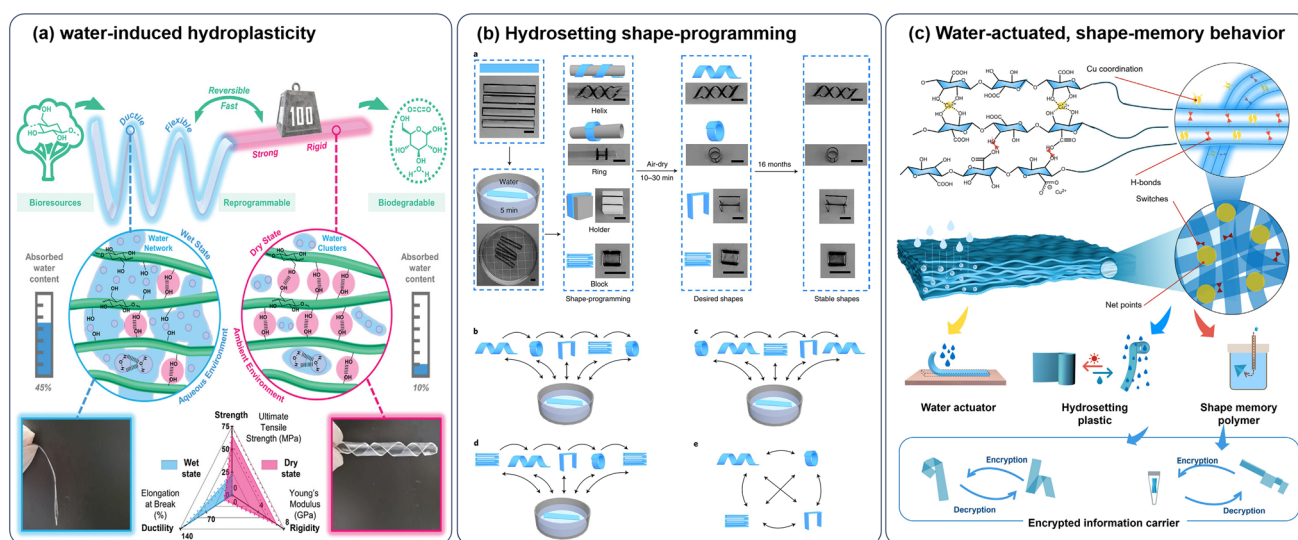 (a) water-induced hydroplasticity
Ductile
Flexible
Reversible
Fast
100
Strong
Rigid
Bioresources
Reprogrammable
Biodegradable
Absorbed
water
content
45%
Water
Network
Wet State
Aqueous Environment
Dry State
Water
Clusters
Ambient Environment
Absorbed
water
content
10%
Strength
75
50
25
0
Ultimate
Tensile
Strength (MPa)
Wet
state
Dry
state
Elongation
at Break
(%)
Ductility
70
140
Young's
Modulus
(GPa)
Rigidity
4
8
(b) Hydrosetting shape-programming
a
Water
5 min
Helix
Ring
Holder
Block
Shape-programming
Air-dry
10–30 min
Desired shapes
16 months
Stable shapes
b
c
d
e
(c) Water-actuated, shape-memory behavior
Cu coordination
H-bonds
Switches
Net points
Cu²⁺
Water actuator
Hydrosetting
plastic
Shape memory
polymer
Encryption
Decryption
Encryption
Decryption
Encrypted information carrier